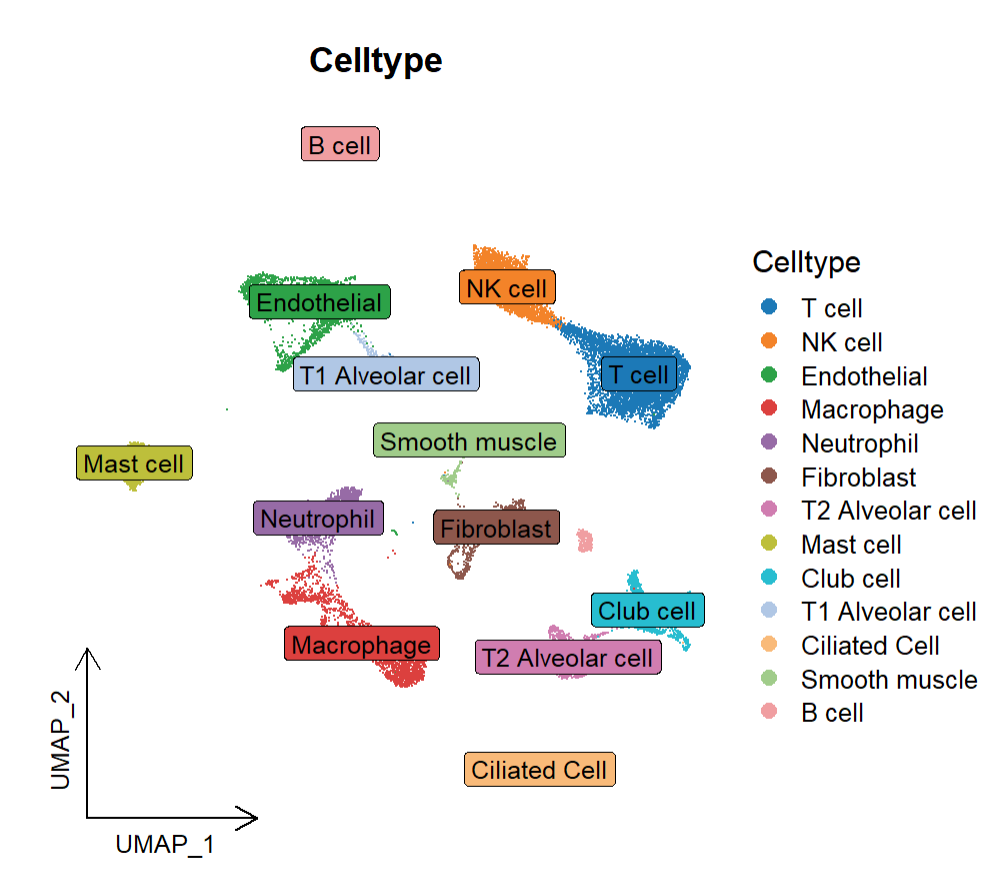 Celltype
B cell
NK cell
Endothelial
T1 Alveolar cell
T cell
Smooth muscle
Mast cell
Neutrophil
Fibroblast
Club cell
Macrophage
T2 Alveolar cell
Ciliated Cell
UMAP_2
UMAP_1
Celltype
T cell
NK cell
Endothelial
Macrophage
Neutrophil
Fibroblast
T2 Alveolar cell
Mast cell
Club cell
T1 Alveolar cell
Ciliated Cell
Smooth muscle
B cell